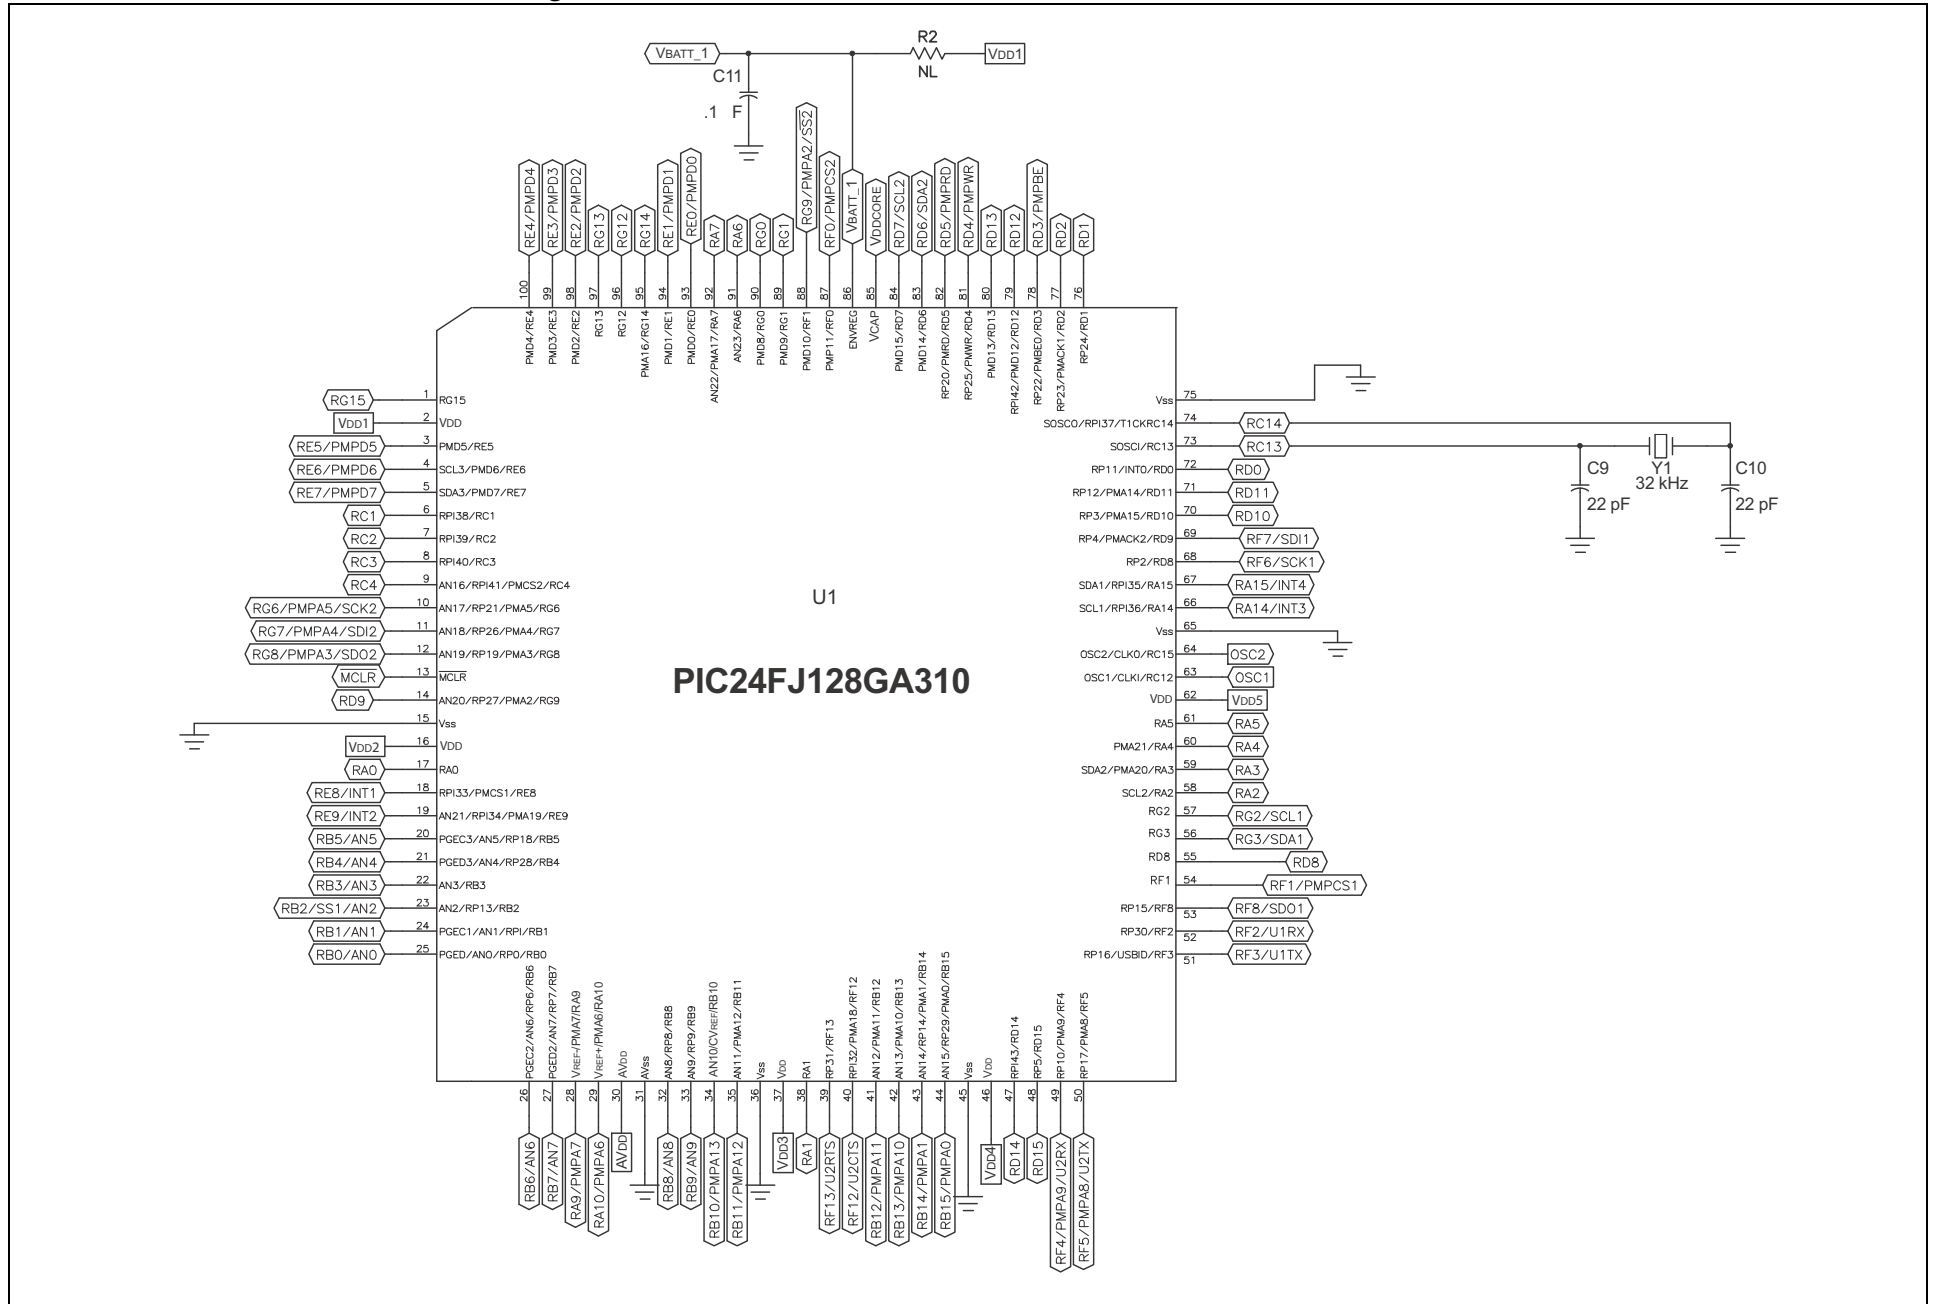 VBATT_1
R2
NL
VDD1
C11
.1 F
RE4/PMPD4
RE3/PMPD3
RE2/PMPD2
RG13
RG12
RG14
RE1/PMPD1
RE0/PMPD0
RA7
RA6
RG0
RG1
RG9/PMPA2/SS2
RF0/PMPCS2
VBATT_1
VDDCORE
RD7/SCL2
RD6/SDA2
RD5/PMPRD
RD4/PMPWR
RD13
RD12
RD3/PMPBE
RD2
RD1
100
99
98
97
96
95
94
93
92
91
90
89
88
87
86
85
84
83
82
81
80
79
78
77
76
PMD4/RE4
PMD3/RE3
PMD2/RE2
RG13
RG12
PMA16/RG14
PMD1/RE1
PMD0/RE0
AN22/PMA17/RA7
AN23/RA6
PMD8/RG0
PMD9/RG1
PMD10/RF1
PMP11/RF0
ENVREG
VCAP
PMD15/RD7
PMD14/RD6
RP20/PMRD/RD5
RP25/PMWR/RD4
PMD13/RD13
RPI42/PMD12/RD12
RP22/PMBE0/RD3
RP23/PMACK1/RD2
RP24/RD1
RG15 1 RG15
VDD1 2 VDD
RE5/PMPD5 3 PMD5/RE5
RE6/PMPD6 4 SCL3/PMD6/RE6
RE7/PMPD7 5 SDA3/PMD7/RE7
RC1 6 RPI38/RC1
RC2 7 RPI39/RC2
RC3 8 RPI40/RC3
RC4 9 AN16/RPI41/PMCS2/RC4
RG6/PMPA5/SCK2 10 AN17/RP21/PMA5/RG6
RG7/PMPA4/SDI2 11 AN18/RP26/PMA4/RG7
RG8/PMPA3/SDO2 12 AN19/RP19/PMA3/RG8
MCLR 13 MCLR
RD9 14 AN20/RP27/PMA2/RG9
15 Vss
VDD2 16 VDD
RA0 17 RA0
RE8/INT1 18 RPI33/PMCS1/RE8
RE9/INT2 19 AN21/RPI34/PMA19/RE9
RB5/AN5 20 PGEC3/AN5/RP18/RB5
RB4/AN4 21 PGED3/AN4/RP28/RB4
RB3/AN3 22 AN3/RB3
RB2/SS1/AN2 23 AN2/RP13/RB2
RB1/AN1 24 PGEC1/AN1/RPI/RB1
RB0/AN0 25 PGED/AN0/RP0/RB0
U1
PIC24FJ128GA310
Vss 75
SOSCO/RPI37/T1CKRC14 74 RC14
SOSCI/RC13 73 RC13
RP11/INT0/RD0 72 RD0
RP12/PMA14/RD11 71 RD11
RP3/PMA15/RD10 70 RD10
RP4/PMACK2/RD9 69 RF7/SDI1
RP2/RD8 68 RF6/SCK1
SDA1/RPI35/RA15 67 RA15/INT4
SCL1/RPI36/RA14 66 RA14/INT3
Vss 65
OSC2/CLKO/RC15 64 OSC2
OSC1/CLKI/RC12 63 OSC1
VDD 62 VDD5
RA5 61 RA5
PMA21/RA4 60 RA4
SDA2/PMA20/RA3 59 RA3
SCL2/RA2 58 RA2
RG2 57 RG2/SCL1
RG3 56 RG3/SDA1
RD8 55 RD8
RF1 54 RF1/PMPCS1
RP15/RF8 53 RF8/SDO1
RP30/RF2 52 RF2/U1RX
RP16/USBID/RF3 51 RF3/U1TX
C9
22 pF
Y1
32 kHz
C10
22 pF
PGEC2/AN6/RP6/RB6
PGED2/AN7/RP7/RB7
VREF-/PMA7/RA9
VREF+/PMA6/RA10
AVDD
AVss
AN8/RP8/RB8
AN9/RP9/RB9
AN10/CVREF/RB10
AN11/PMA12/RB11
Vss
VDD
RA1
RP31/RF13
RPI32/PMA18/RF12
AN12/PMA11/RB12
AN13/PMA10/RB13
AN14/RP14/PMA1/RB14
AN15/RP29/PMA0/RB15
Vss
VDD
RPI43/RD14
RP5/RD15
RP10/PMA9/RF4
RP17/PMA8/RF5
26
27
28
29
30
31
32
33
34
35
36
37
38
39
40
41
42
43
44
45
46
47
48
49
50
RB6/AN6
RB7/AN7
RA9/PMPA7
RA10/PMPA6
AVDD
RB8/AN8
RB9/AN9
RB10/PMPA13
RB11/PMPA12
VDD3
RA1
RF13/U2RTS
RF12/U2CTS
RB12/PMPA11
RB13/PMPA10
RB14/PMPA1
RB15/PMPA0
VDD4
RD14
RD15
RF4/PMPA9/U2RX
RF5/PMPA8/U2TX